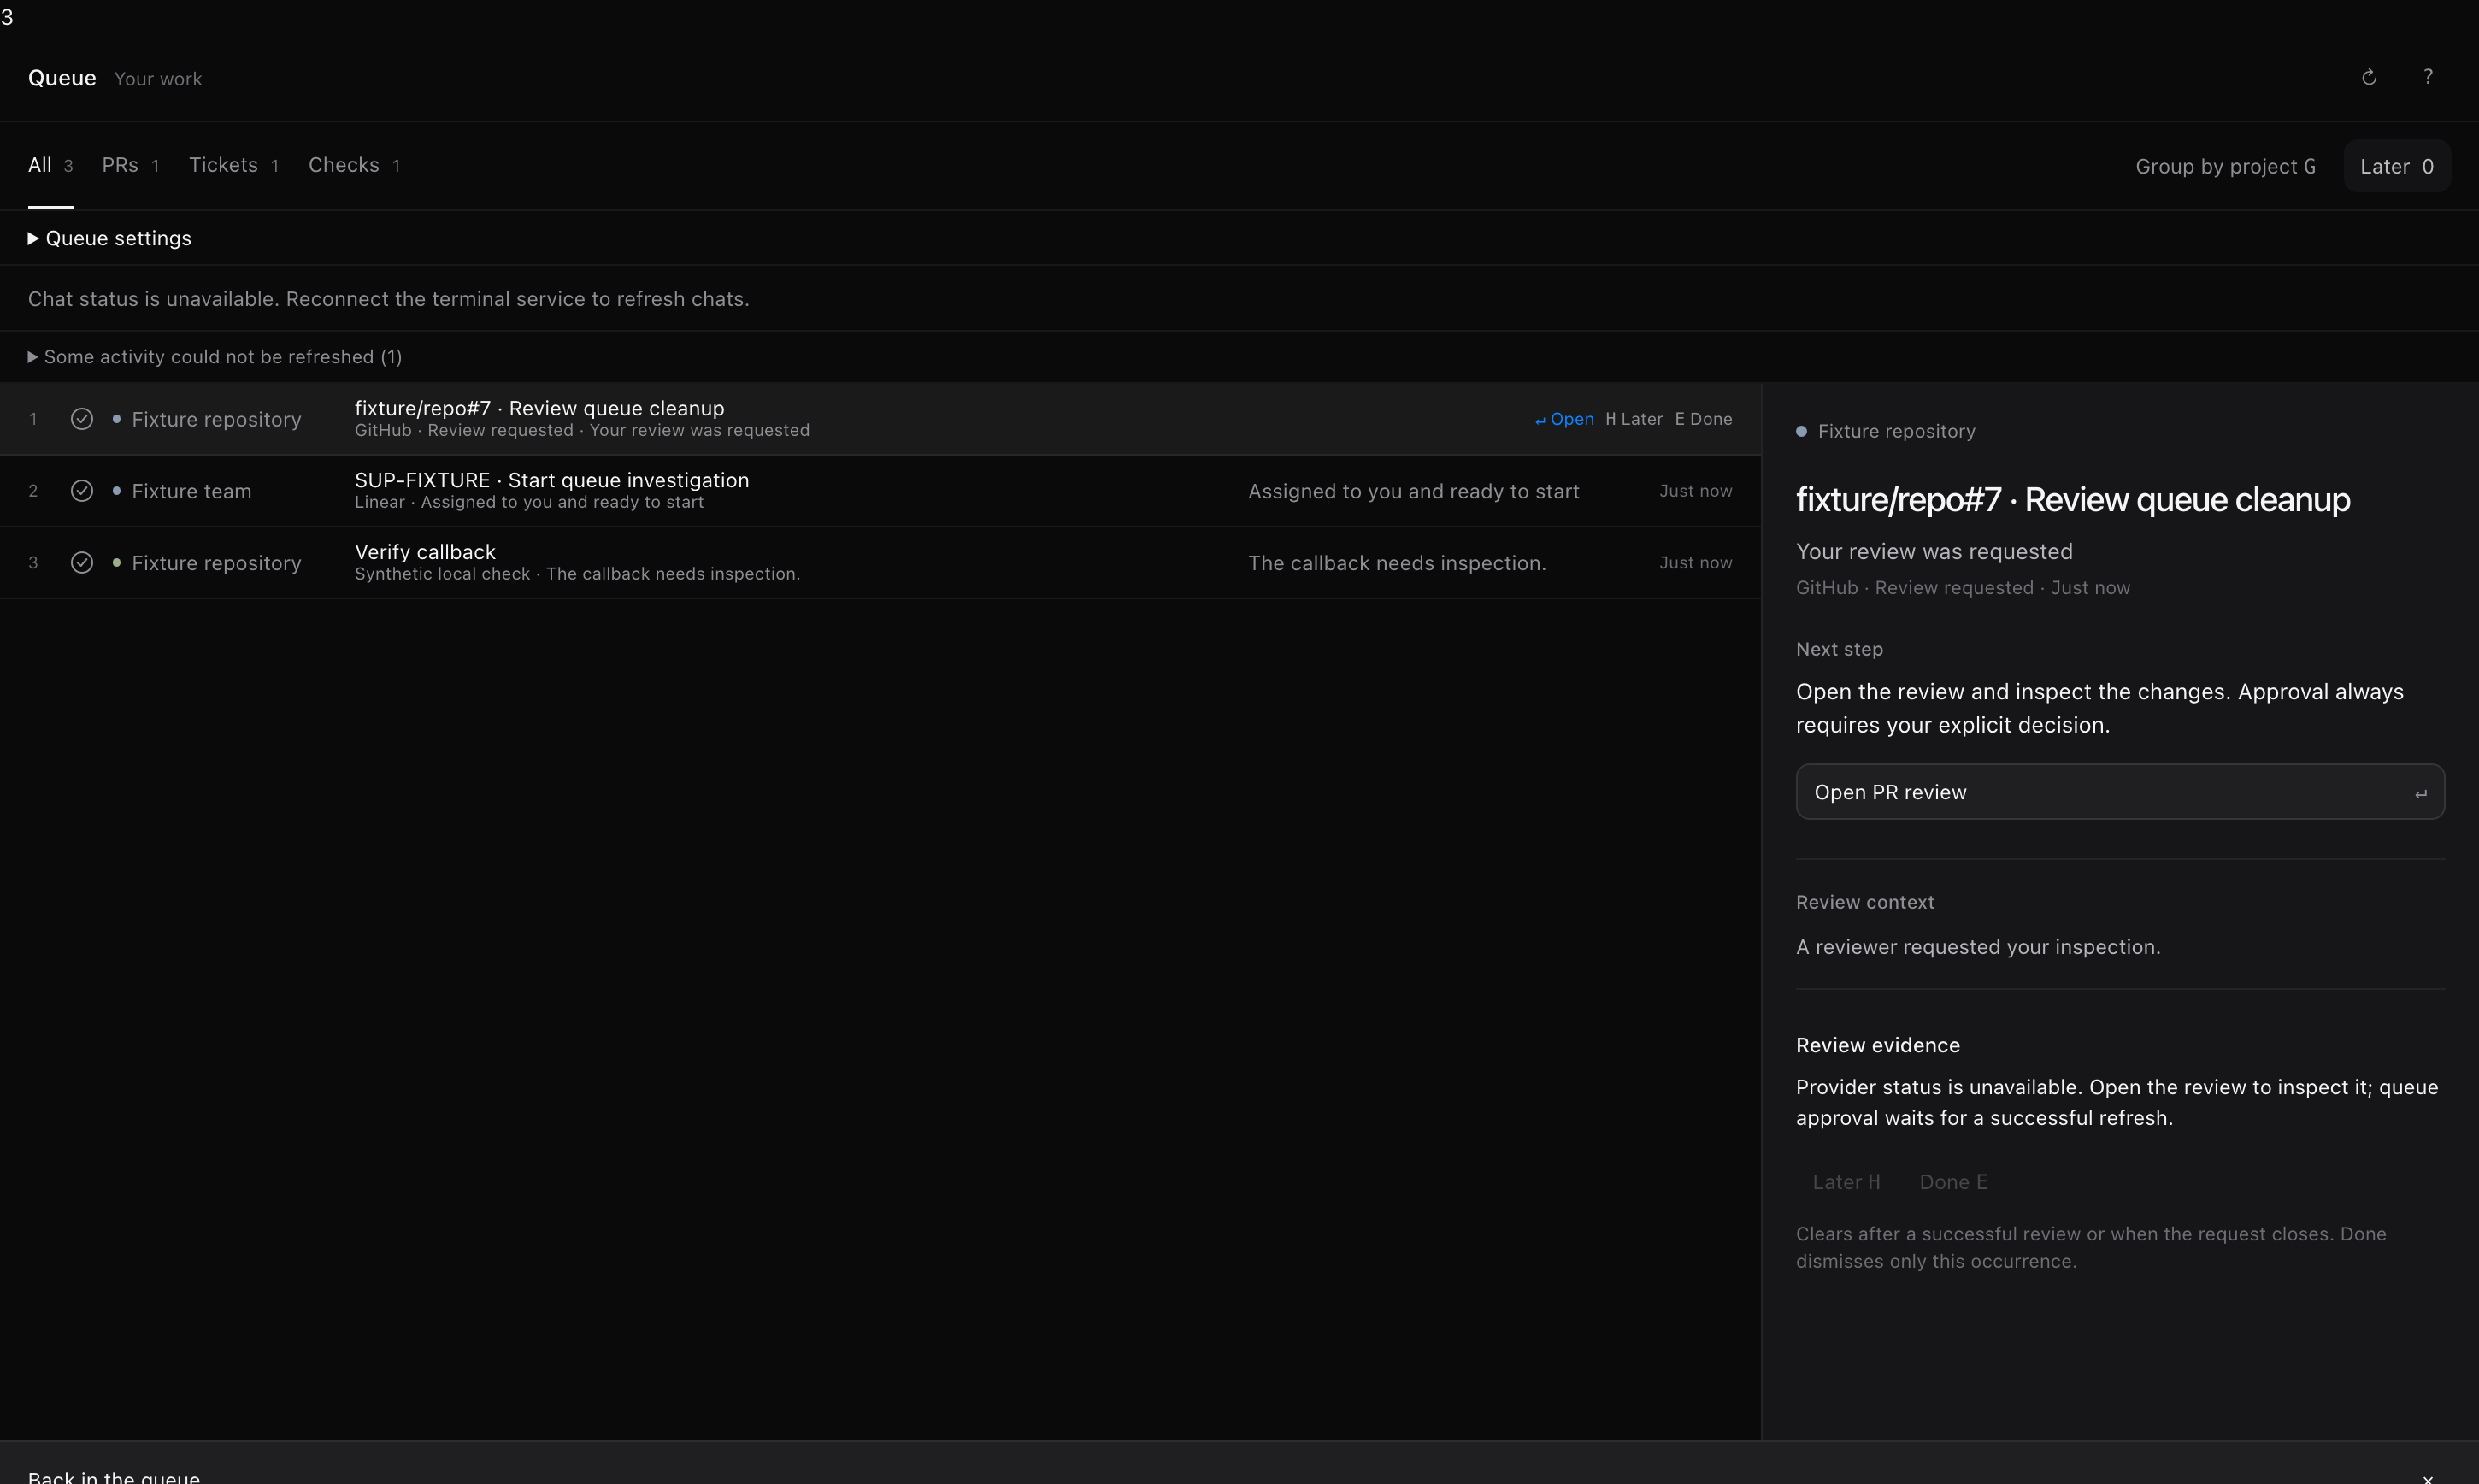 3
Queue Your work
?
All 3 PRs 1 Tickets 1 Checks 1
Group by project G Later 0
Queue settings
Chat status is unavailable. Reconnect the terminal service to refresh chats.
Some activity could not be refreshed (1)
1 Fixture repository fixture/repo#7 · Review queue cleanup
GitHub · Review requested · Your review was requested
↵ Open H Later E Done
2 Fixture team SUP-FIXTURE · Start queue investigation
Linear · Assigned to you and ready to start
Assigned to you and ready to start Just now
3 Fixture repository Verify callback
Synthetic local check · The callback needs inspection.
The callback needs inspection. Just now
Fixture repository
fixture/repo#7 · Review queue cleanup
Your review was requested
GitHub · Review requested · Just now
Next step
Open the review and inspect the changes. Approval always
requires your explicit decision.
Open PR review ↵
Review context
A reviewer requested your inspection.
Review evidence
Provider status is unavailable. Open the review to inspect it; queue
approval waits for a successful refresh.
Later H Done E
Clears after a successful review or when the request closes. Done
dismisses only this occurrence.
Back in the queue ×